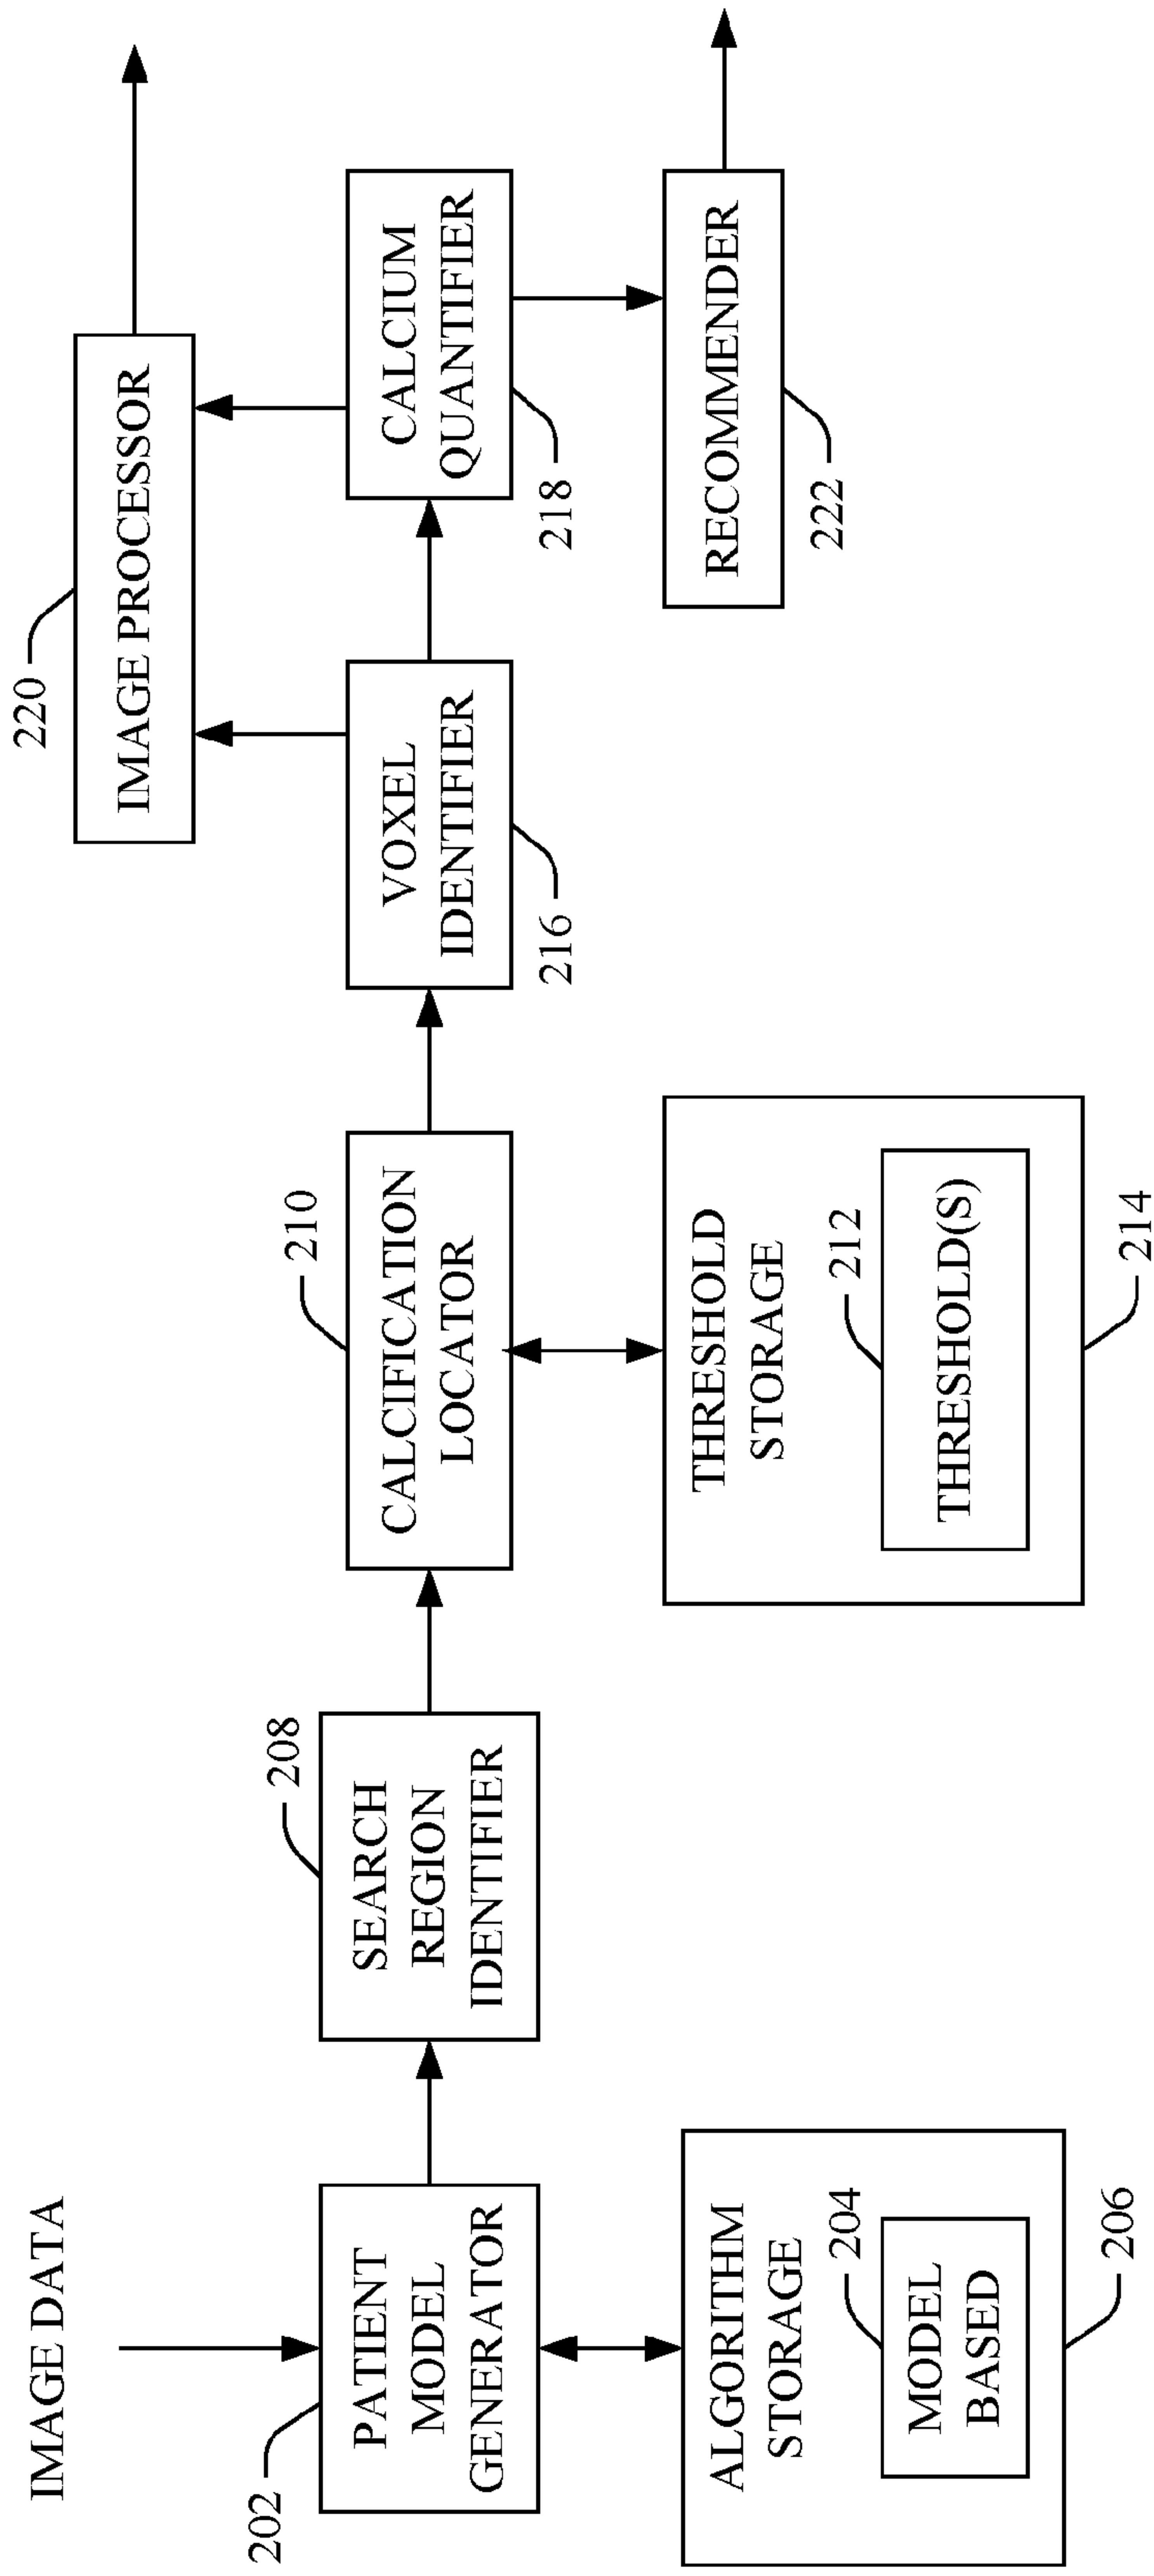 IMAGE DATA
202
PATIENT
MODEL
GENERATOR
ALGORITHM
STORAGE
204
MODEL
BASED
206
208
SEARCH
REGION
IDENTIFIER
210
CALCIFICATION
LOCATOR
THRESHOLD
STORAGE
212
THRESHOLD(S)
214
VOXEL
IDENTIFIER
216
220
IMAGE PROCESSOR
CALCIUM
QUANTIFIER
218
RECOMMENDER
222